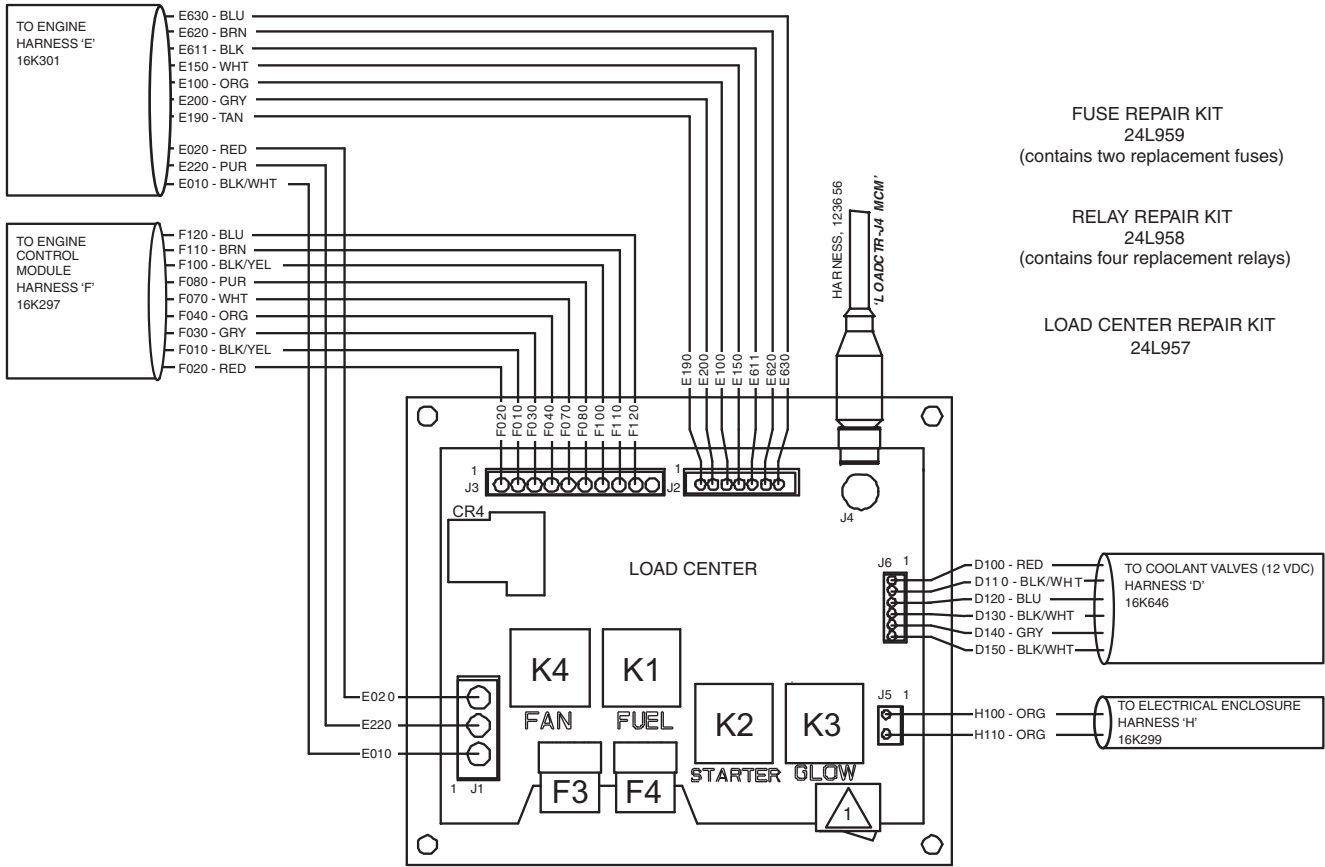 TO ENGINE
HARNESS 'E'
16K301
E630 - BLU
E620 - BRN
E611 - BLK
E150 - WHT
E100 - ORG
E200 - GRY
E190 - TAN
E020 - RED
E220 - PUR
E010 - BLK/WHT
TO ENGINE
CONTROL
MODULE
HARNESS 'F'
16K297
F120 - BLU
F110 - BRN
F100 - BLK/YEL
F080 - PUR
F070 - WHT
F040 - ORG
F030 - GRY
F010 - BLK/YEL
F020 - RED
FUSE REPAIR KIT
24L959
(contains two replacement fuses)
RELAY REPAIR KIT
24L958
(contains four replacement relays)
LOAD CENTER REPAIR KIT
24L957
HARNESS, 123656
'LOADCTR-J4 MCM'
F020
F010
F030
F040
F070
F080
F100
F110
F120
E190
E200
E100
E150
E611
E620
E630
1
J3
1
J2
J4
CR4
LOAD CENTER
J6 1
D100 - RED
D110 - BLK/WHT
D120 - BLU
D130 - BLK/WHT
D140 - GRY
D150 - BLK/WHT
TO COOLANT VALVES (12 VDC)
HARNESS 'D'
16K646
K4
FAN
K1
FUEL
K2
STARTER
K3
GLOW
J5 1
H100 - ORG
H110 - ORG
TO ELECTRICAL ENCLOSURE
HARNESS 'H'
16K299
E020
E220
E010
1 J1
F3
F4
1